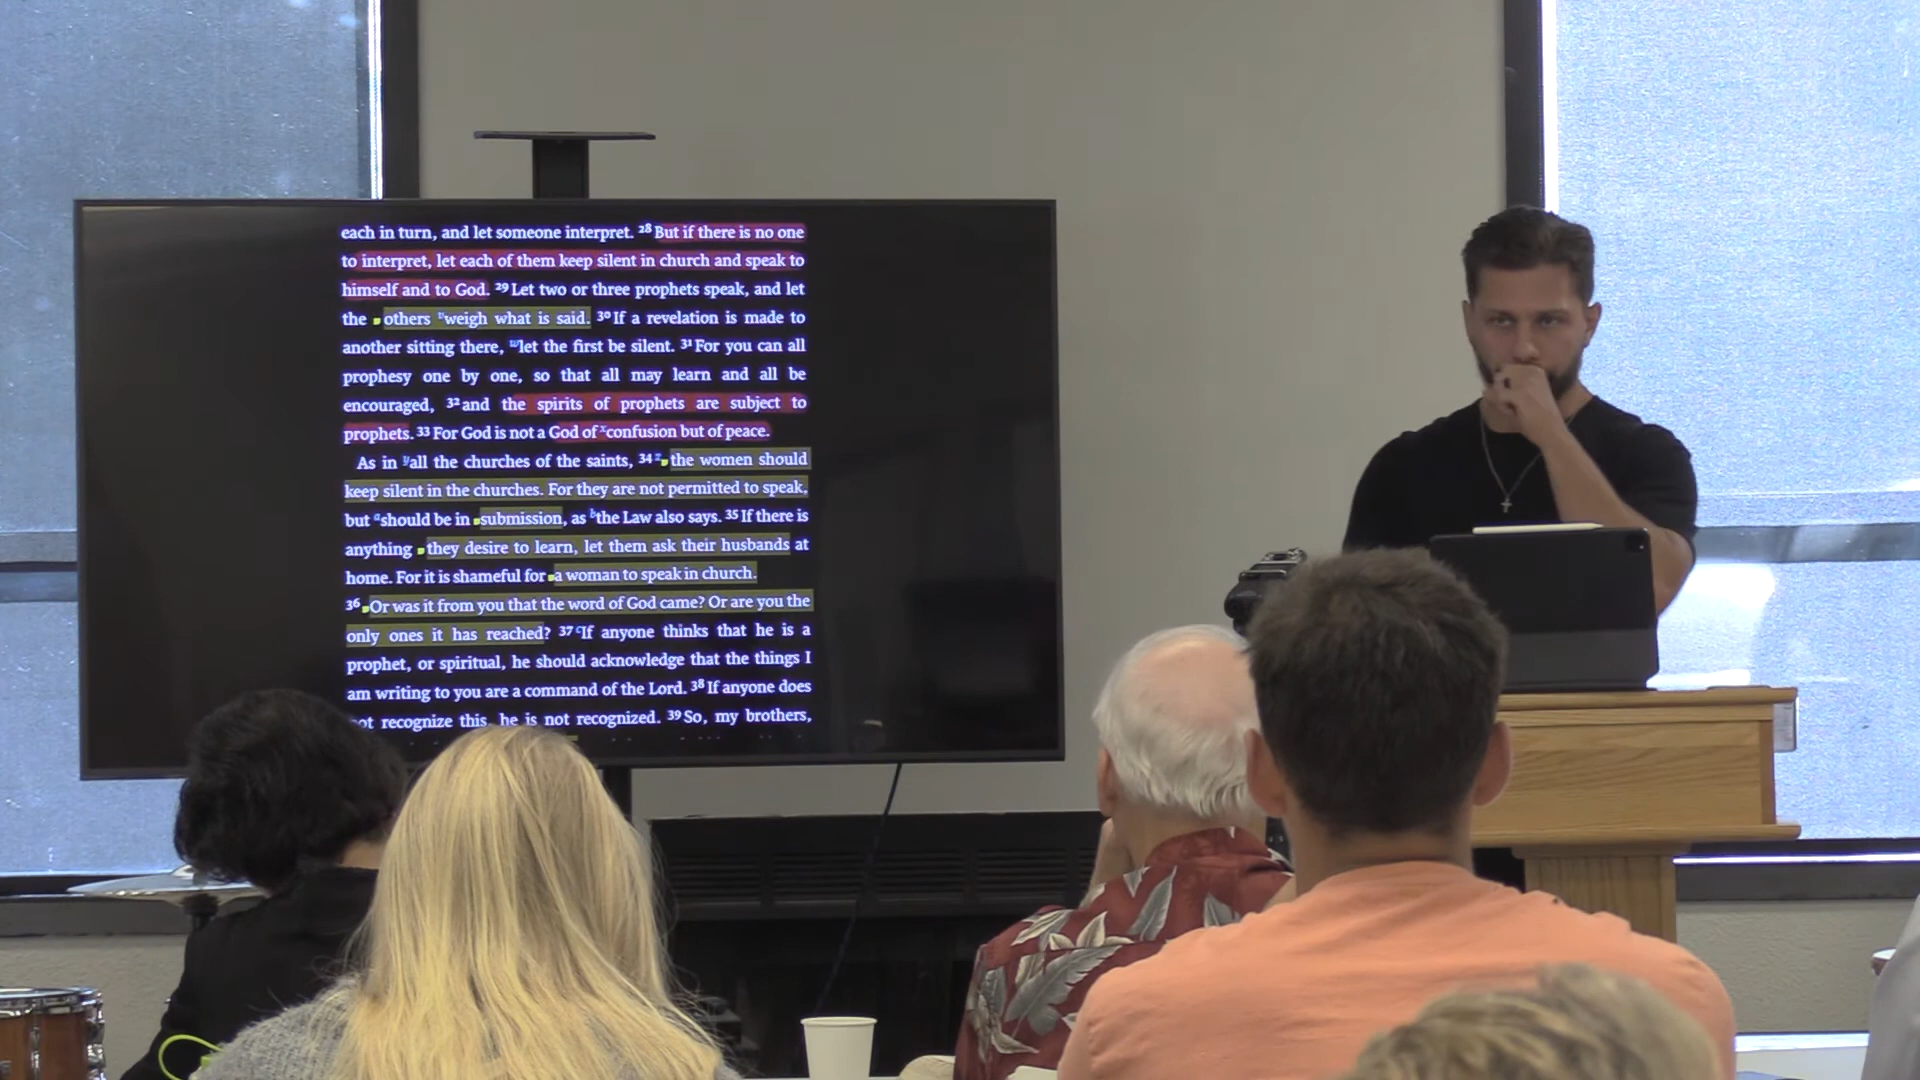 each in turn, and let someone interpret. 28 But if there is no one
to interpret, let each of them keep silent in church and speak to
himself and to God. 29 Let two or three prophets speak, and let
the others v weigh what is said. 30 If a revelation is made to
another sitting there, w let the first be silent. 31 For you can all
prophesy one by one, so that all may learn and all be
encouraged, 32 and the spirits of prophets are subject to
prophets. 33 For God is not a God of x confusion but of peace.
As in y all the churches of the saints, 34 z the women should
keep silent in the churches. For they are not permitted to speak,
but a should be in submission, as b the Law also says. 35 If there is
anything they desire to learn, let them ask their husbands at
home. For it is shameful for a woman to speak in church.
36 Or was it from you that the word of God came? Or are you the
only ones it has reached? 37 c If anyone thinks that he is a
prophet, or spiritual, he should acknowledge that the things I
am writing to you are a command of the Lord. 38 If anyone does
not recognize this, he is not recognized. 39 So, my brothers,